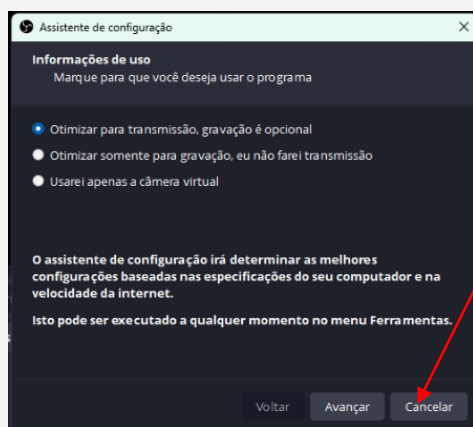 Assistente de configuração
Informações de uso
Marque para que você deseja usar o programa
Otimizar para transmissão, gravação é opcional
Otimizar somente para gravação, eu não farei transmissão
Usarei apenas a câmera virtual
O assistente de configuração irá determinar as melhores
configurações baseadas nas especificações do seu computador e na
velocidade da internet.
Isto pode ser executado a qualquer momento no menu Ferramentas.
Voltar Avançar Cancelar